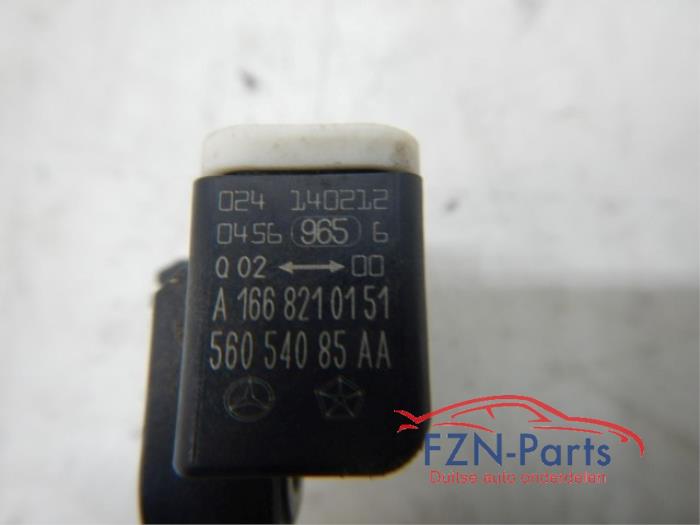 024 140212
0456 965 6
Q 02 ↔ 00
A 166 821 01 51
560 540 85 AA
FZN-Parts
Duitse auto onderdelen